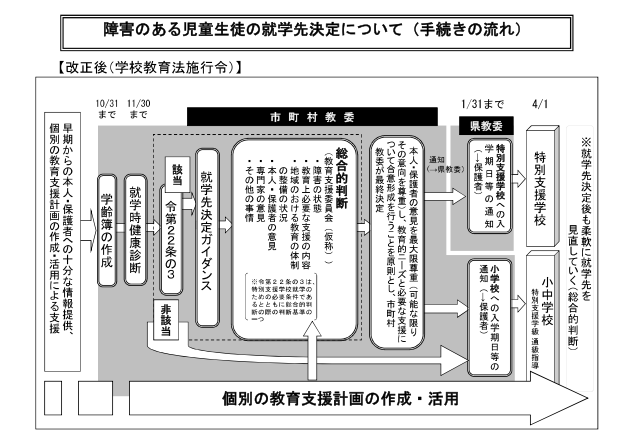 障害のある児童生徒の就学先決定について（手続きの流れ）
【改正後（学校教育法施行令）】
10/31
まで
11/30
まで
市町村教委
1/31まで
4/1
県教委
早期からの本人・保護者への十分な情報提供、
個別の教育支援計画の作成・活用による支援
学齢簿の作成
就学時健康診断
該当
令第22条の3
非該当
就学先決定ガイダンス
総合的判断
（教育支援委員会（仮称））
・障害の状態
・教育上必要な支援の内容
・地域のおける教育の体制
の整備の状況
・本人・保護者の意見
・専門家の意見
その他の事情
※令第22条の3は、
特別支援学校就学の
ための必要条件であ
るとともに総合的
判断の際の判断基準の
一つ
本人・保護者の意見を最大限尊重（可能な限り
その意向を尊重し、教育的ニーズと必要な支援に
ついて合意形成を行うことを原則とし、市町村
教委が最終決定
通知
（→県教委）
特別支援学校への入
学期日等の通知
（→保護者）
小学校への入学期日等の
通知（→保護者）
特別支援学校
小中学校
特別支援学級 通級指導
※就学先決定後も柔軟に就学先を
見直していく（総合的判断）
個別の教育支援計画の作成・活用